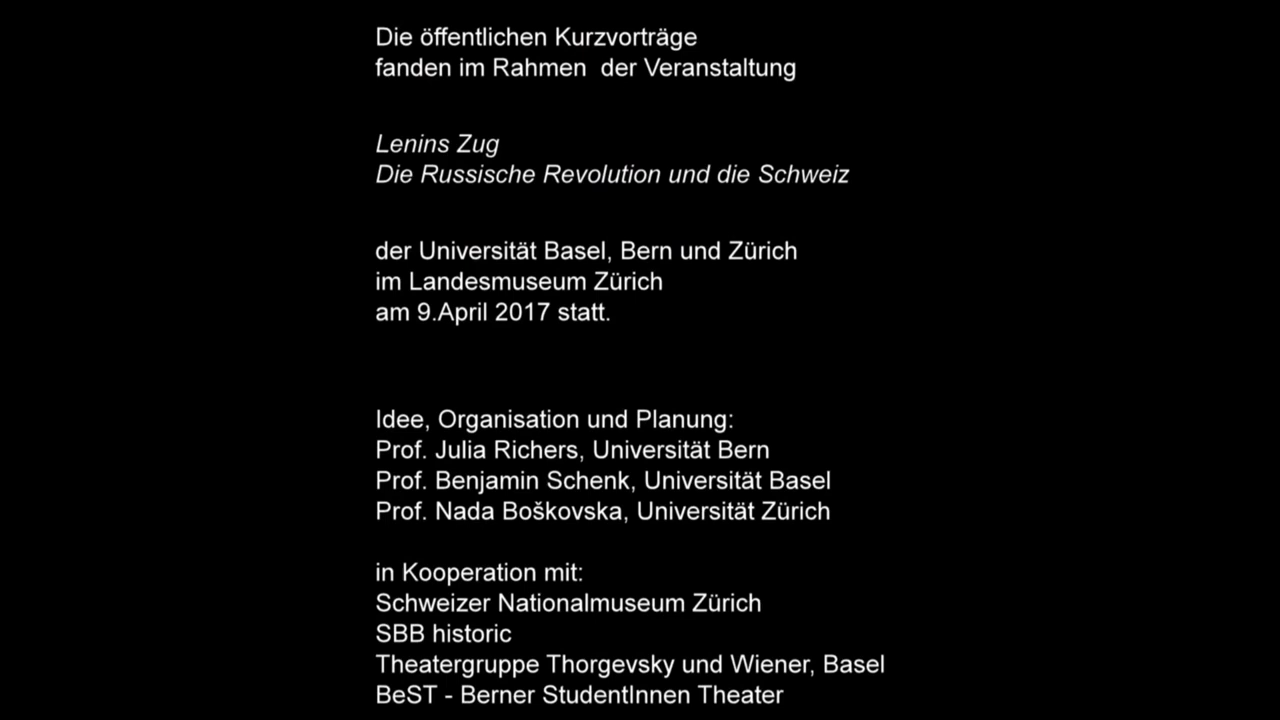 Die öffentlichen Kurzvorträge
fanden im Rahmen  der Veranstaltung
Lenins Zug
Die Russische Revolution und die Schweiz
der Universität Basel, Bern und Zürich
im Landesmuseum Zürich
am 9.April 2017 statt.
Idee, Organisation und Planung:
Prof. Julia Richers, Universität Bern
Prof. Benjamin Schenk, Universität Basel
Prof. Nada Boškovska, Universität Zürich
in Kooperation mit:
Schweizer Nationalmuseum Zürich
SBB historic
Theatergruppe Thorgevsky und Wiener, Basel
BeST - Berner StudentInnen Theater